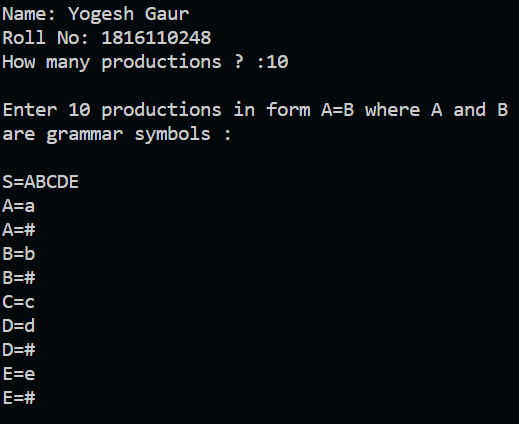 Name: Yogesh Gaur
Roll No: 1816110248
How many productions ? :10
Enter 10 productions in form A=B where A and B
are grammar symbols :
S=ABCDE
A=a
A=#
B=b
B=#
C=c
D=d
D=#
E=e
E=#